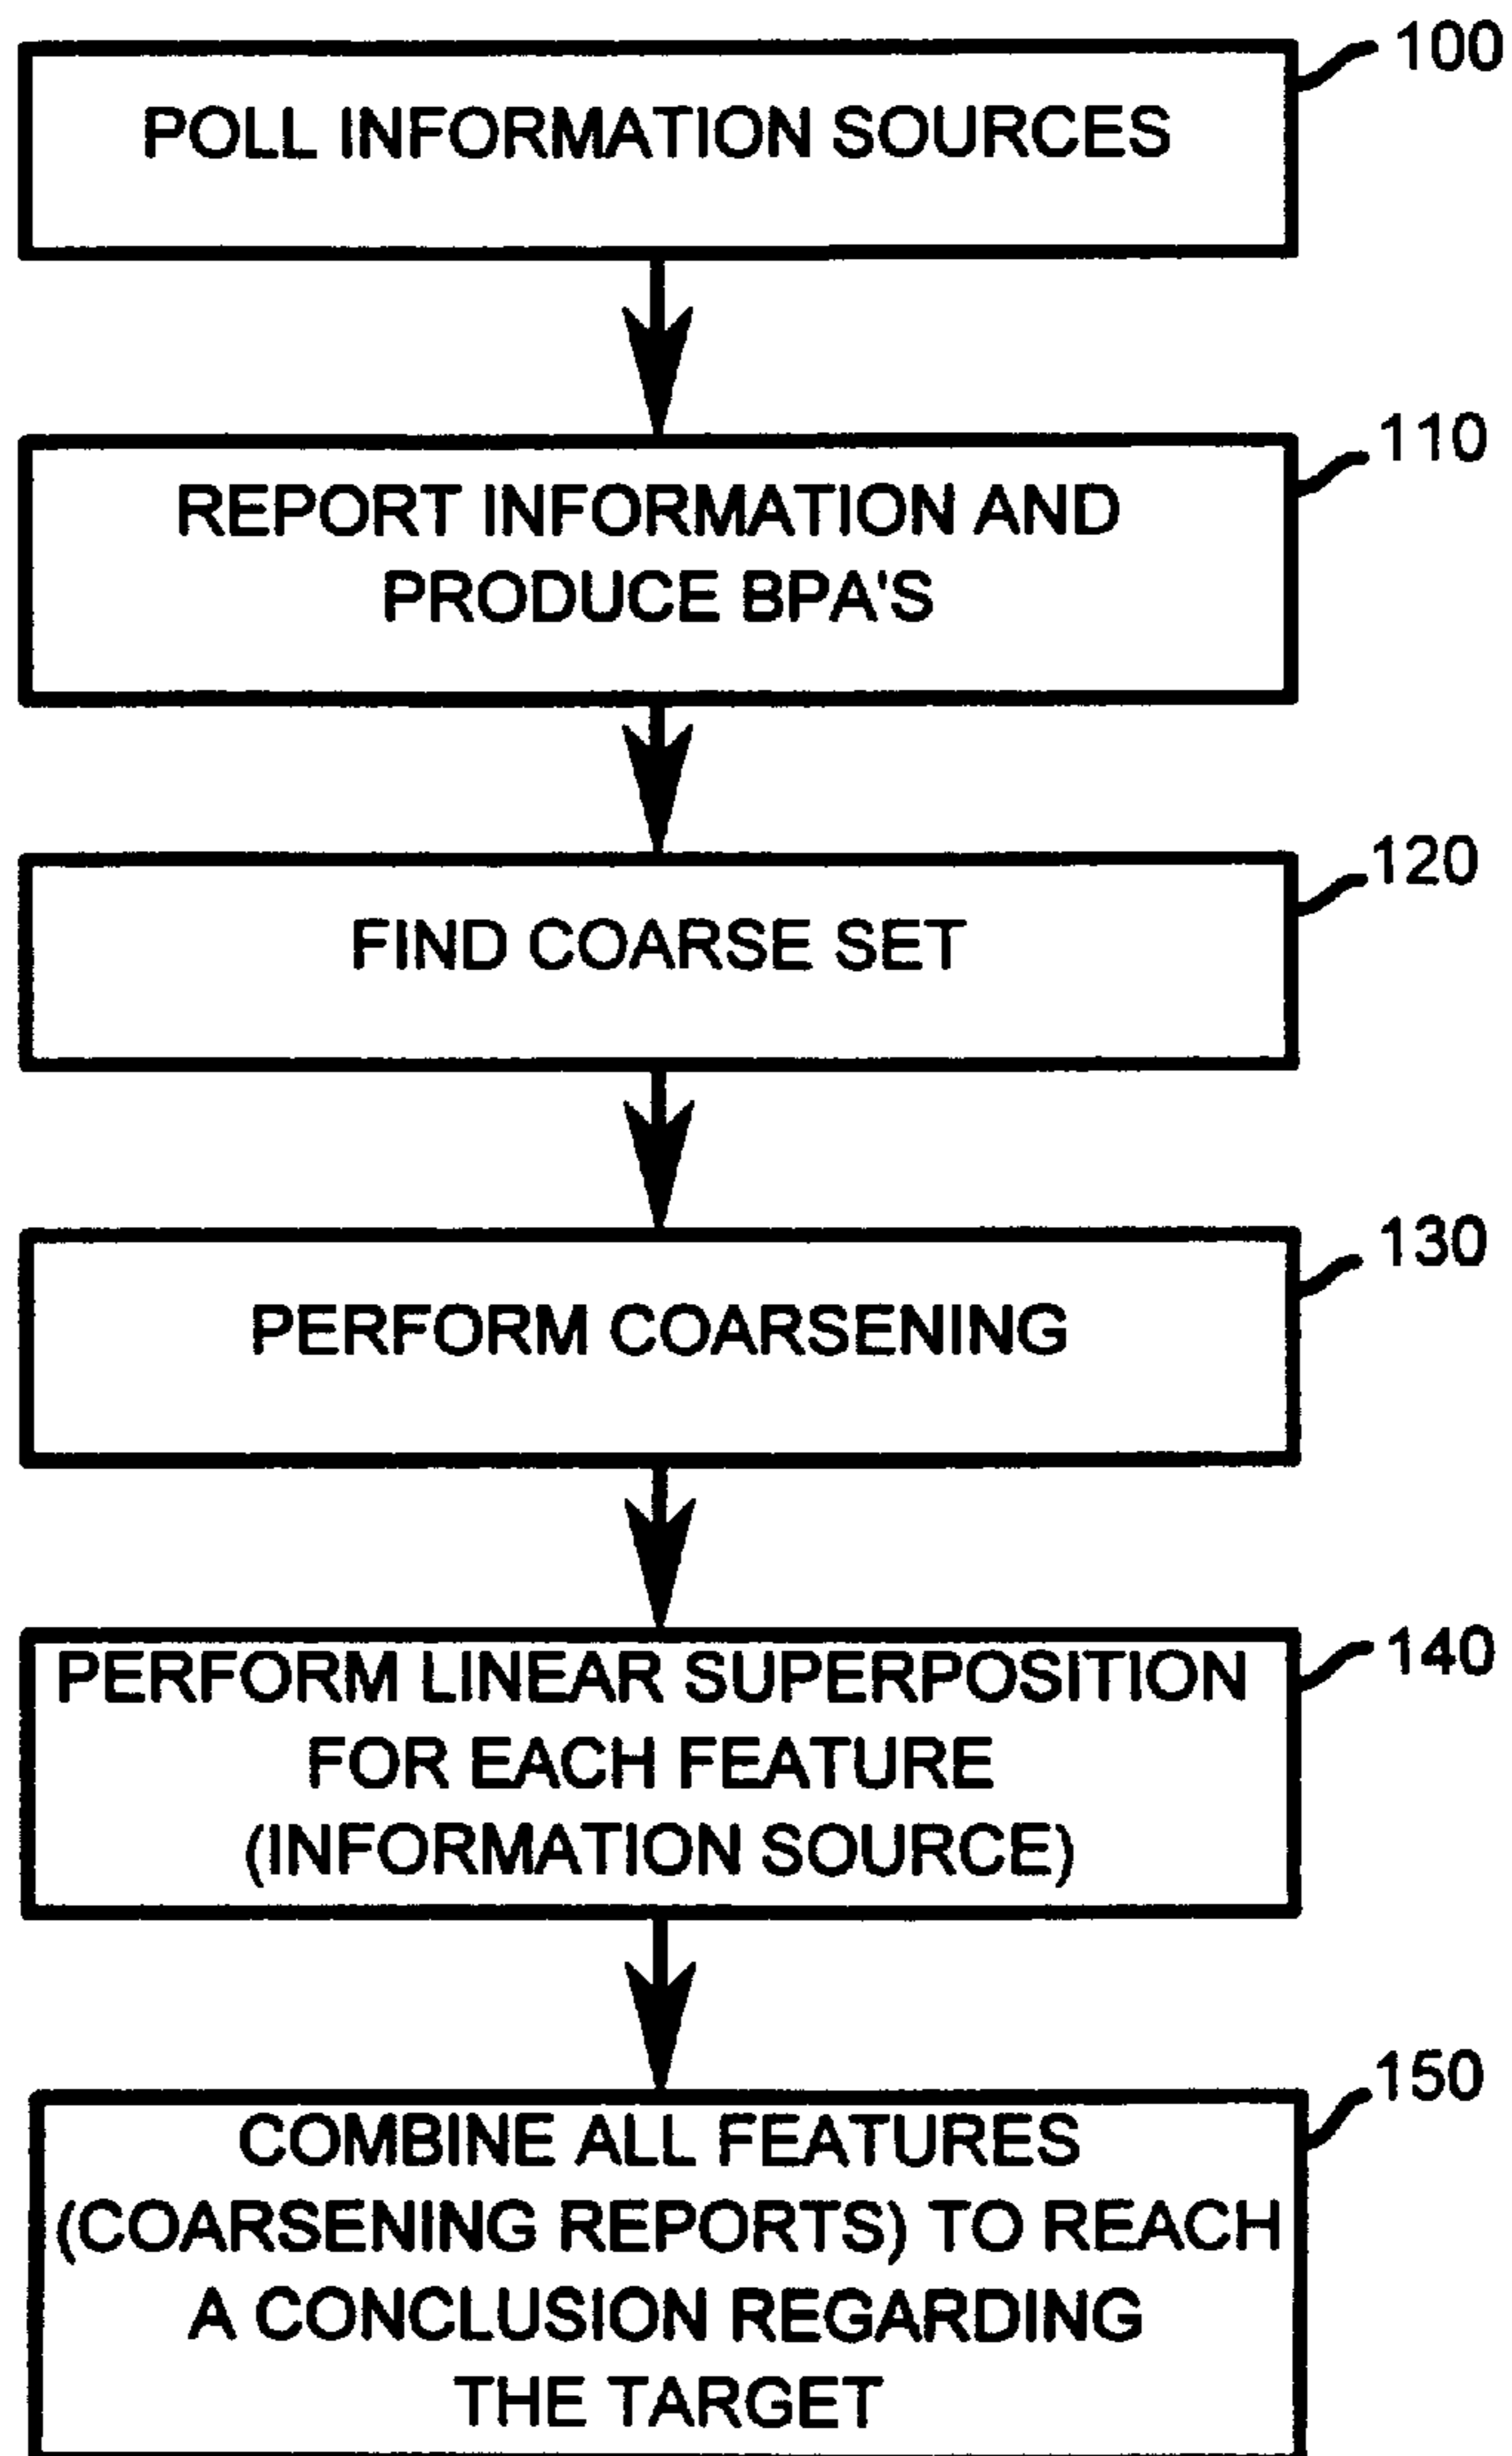 100
POLL INFORMATION SOURCES
110
REPORT INFORMATION AND
PRODUCE BPA'S
120
FIND COARSE SET
130
PERFORM COARSENING
140
PERFORM LINEAR SUPERPOSITION
FOR EACH FEATURE
(INFORMATION SOURCE)
150
COMBINE ALL FEATURES
(COARSENING REPORTS) TO REACH
A CONCLUSION REGARDING
THE TARGET